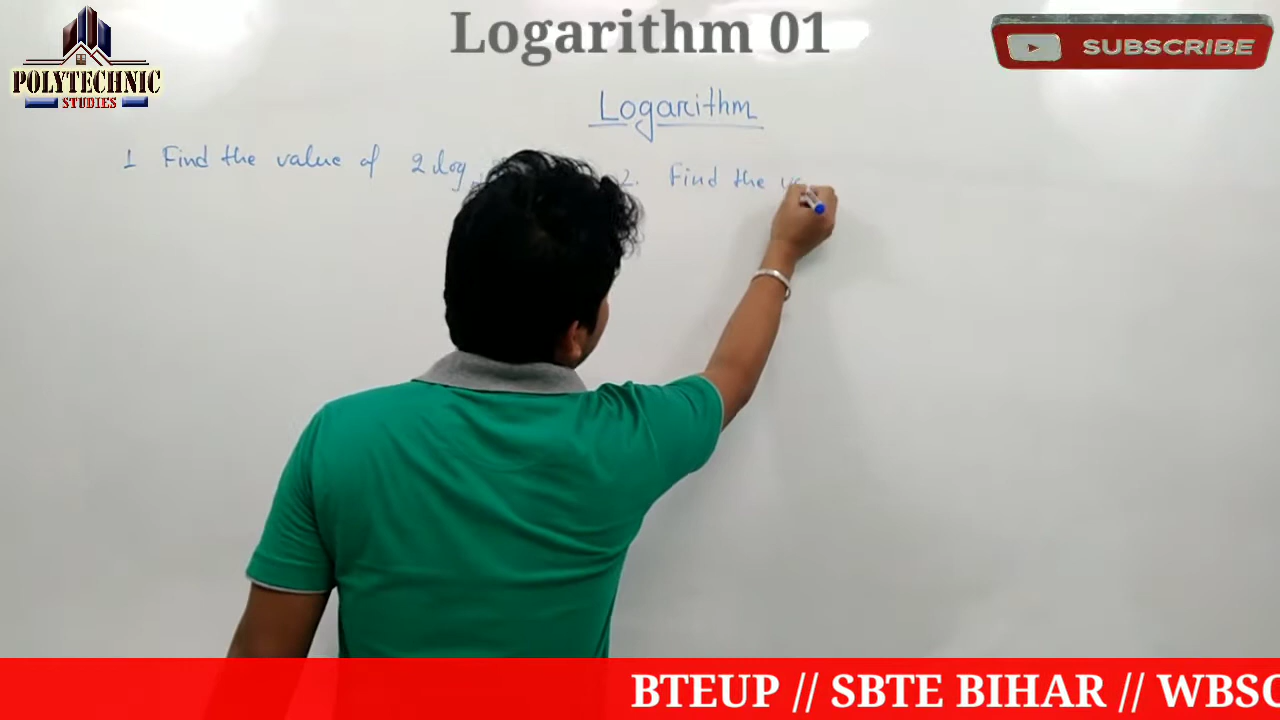 Logarithm 01
POLYTECHNIC
STUDIES
SUBSCRIBE
Logarithm
1 Find the value of 2 log
2. Find the
BTEUP // SBTE BIHAR // WBSC